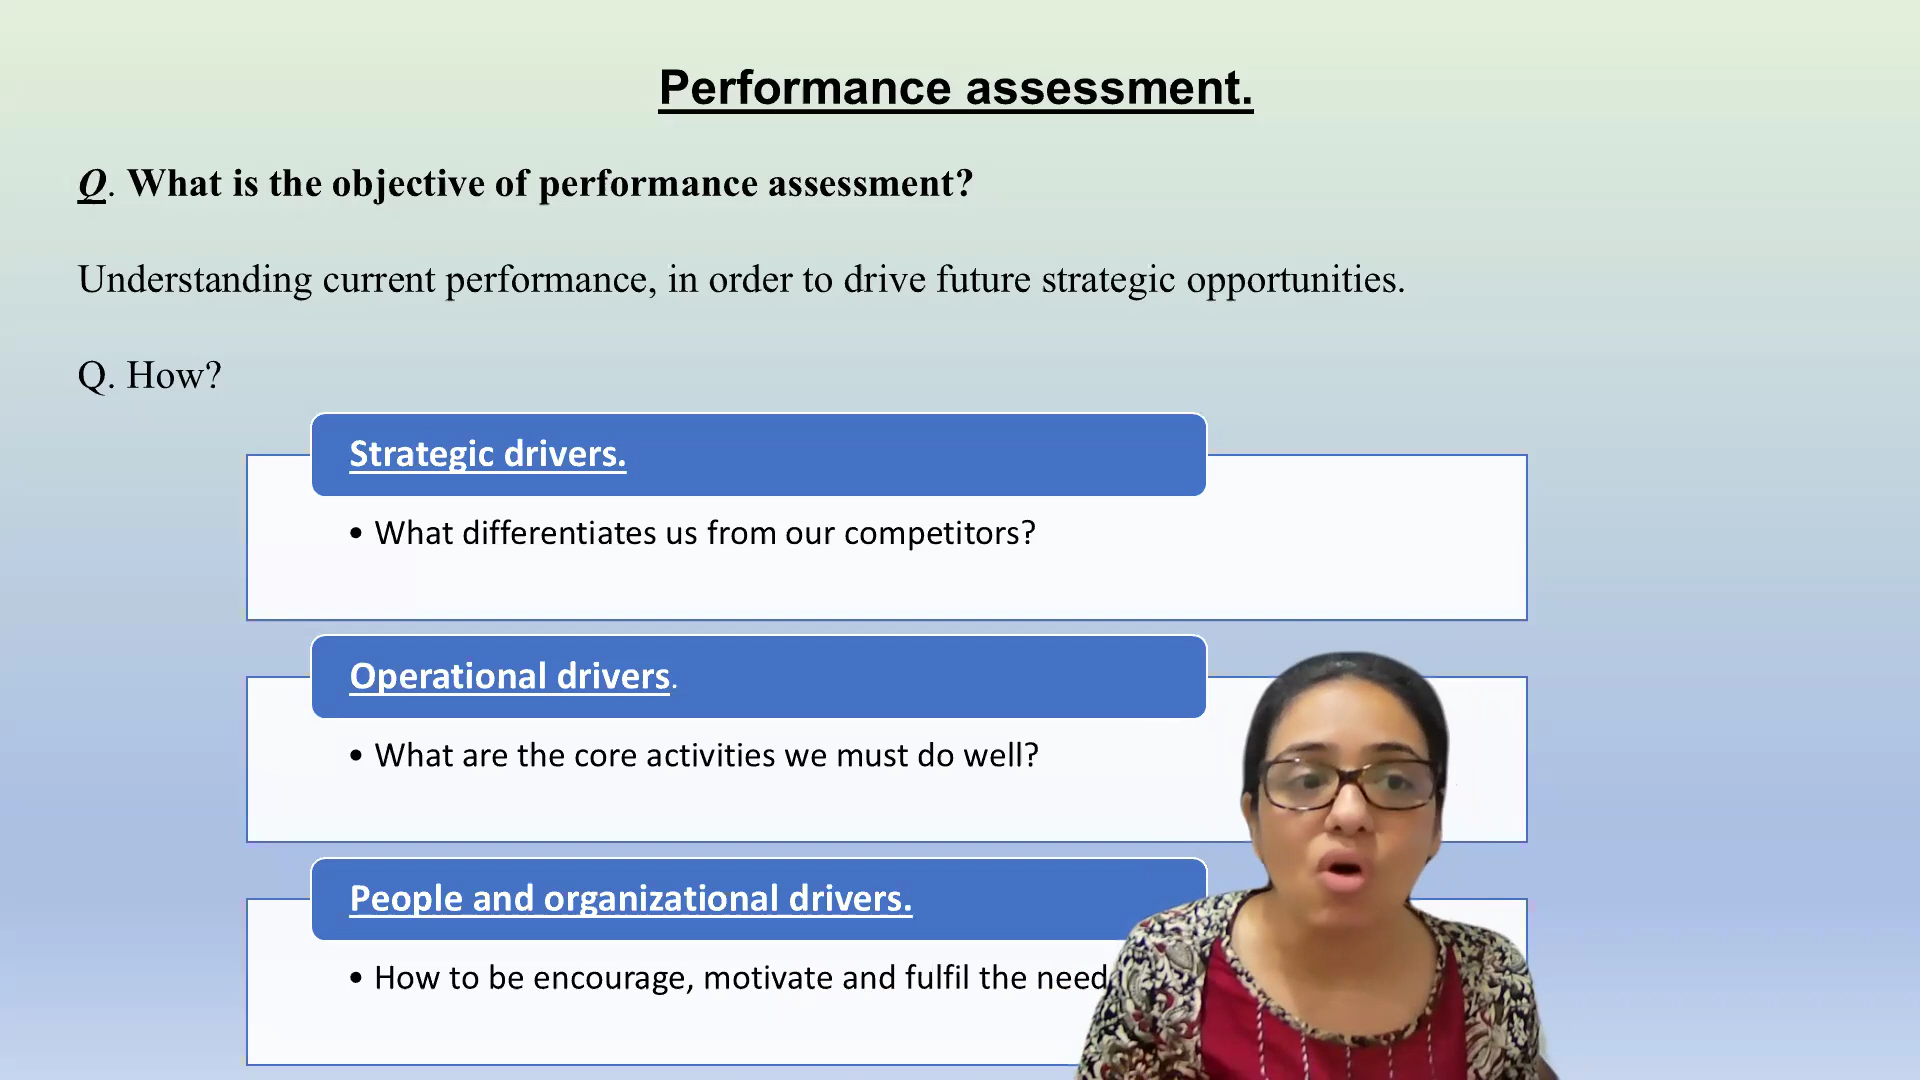 Performance assessment.
Q. What is the objective of performance assessment?
Understanding current performance, in order to drive future strategic opportunities.
Q. How?
Strategic drivers.
• What differentiates us from our competitors?
Operational drivers.
• What are the core activities we must do well?
People and organizational drivers.
• How to be encourage, motivate and fulfil the need